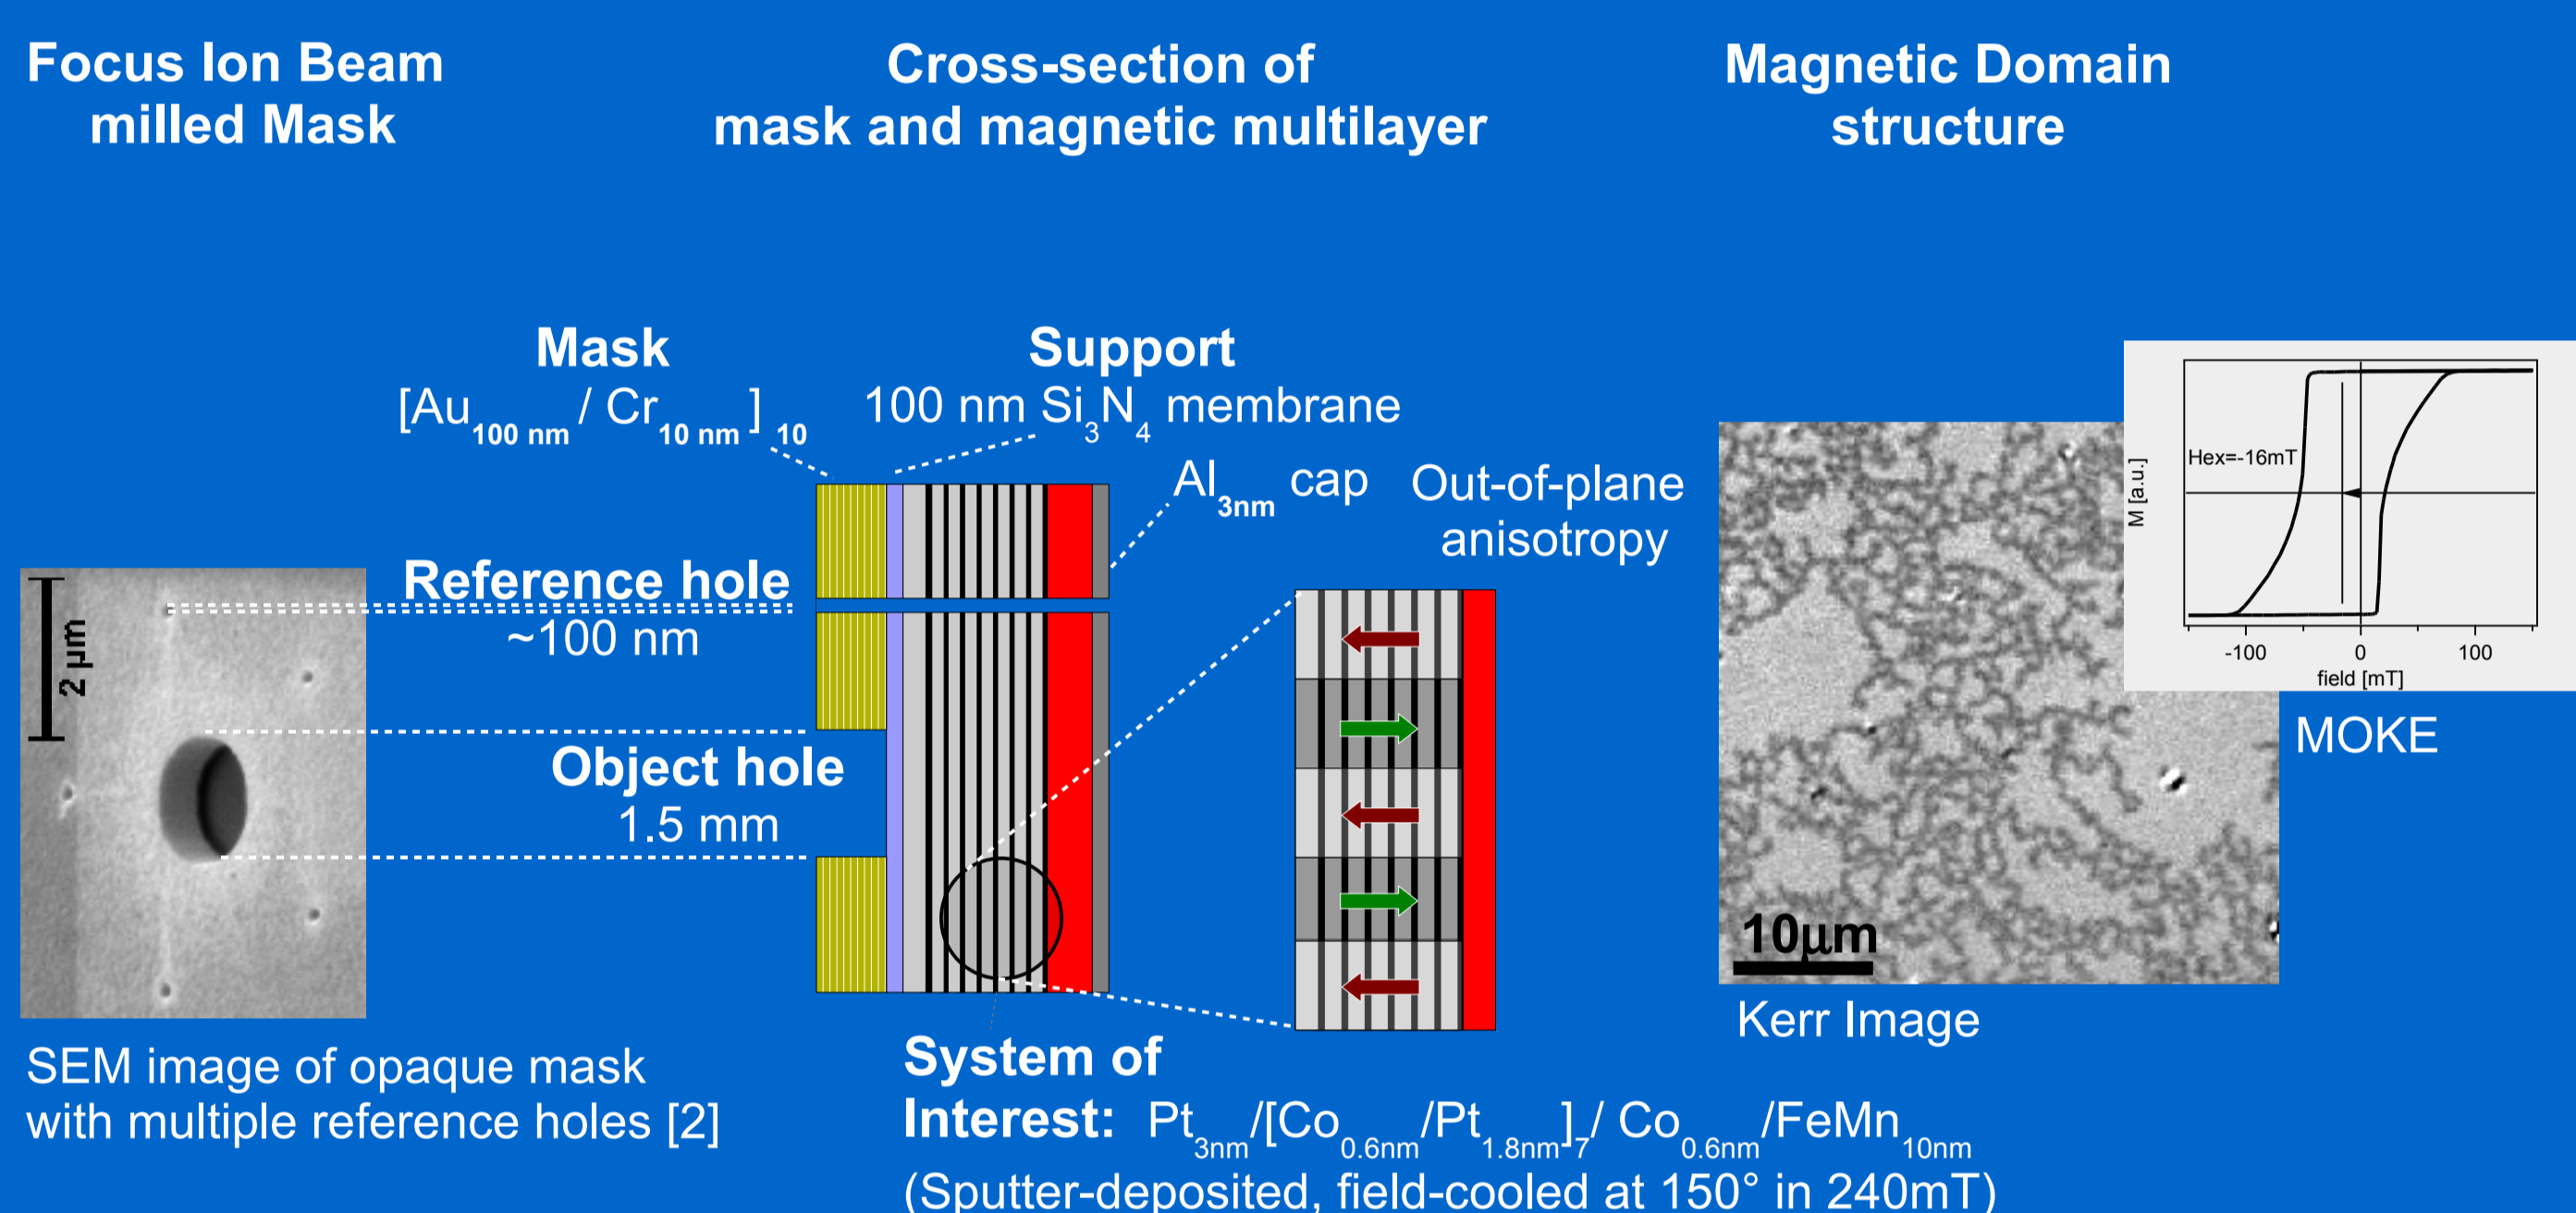 Focus Ion Beam
milled Mask
Cross-section of
mask and magnetic multilayer
Magnetic Domain
structure
Mask
[Au100 nm / Cr10 nm ] 10
Support
100 nm Si3N4 membrane
Al3nm cap
Out-of-plane
anisotropy
Reference hole
~100 nm
Object hole
1.5 mm
2 µm
SEM image of opaque mask
with multiple reference holes [2]
System of
Interest: Pt3nm/[Co0.6nm/Pt1.8nm]7/ Co0.6nm/FeMn10nm
(Sputter-deposited, field-cooled at 150° in 240mT)
10µm
Kerr Image
M [a.u.]
Hex=-16mT
-100 0 100
field [mT]
MOKE